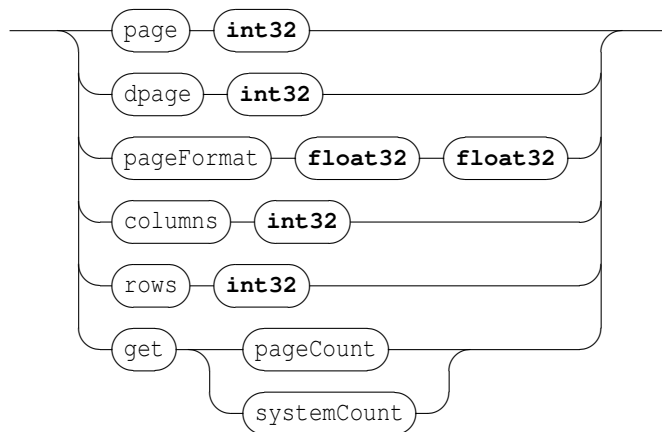 page int32
dpage int32
pageFormat float32 float32
columns int32
rows int32
get pageCount
systemCount